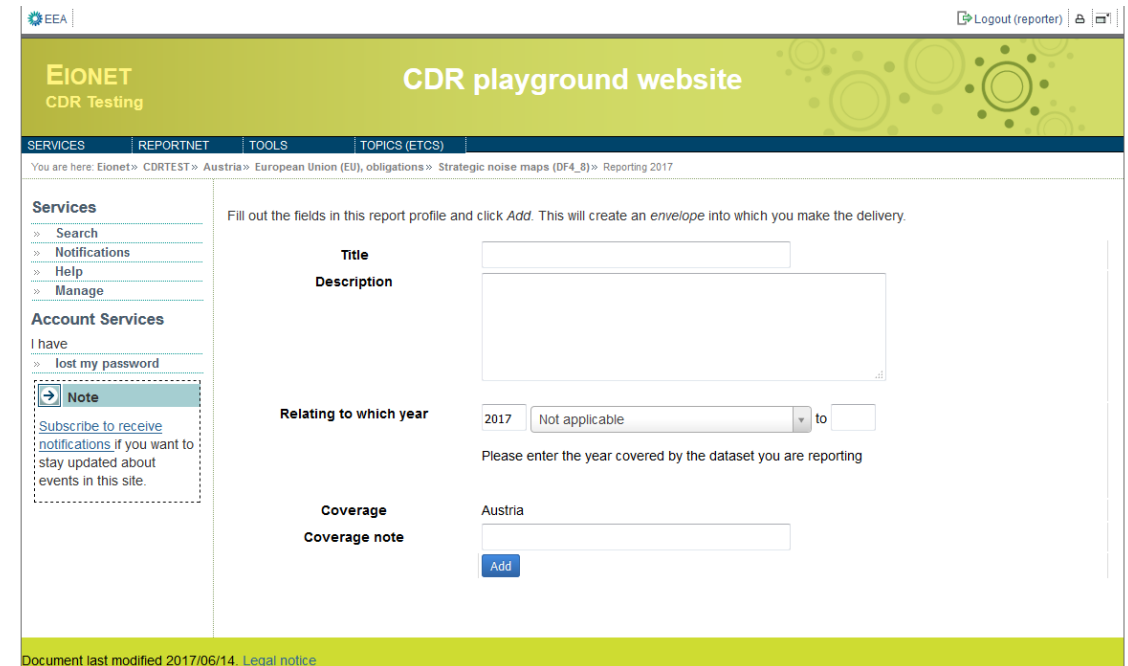 EEA
Logout (reporter)
EIONET
CDR Testing
CDR playground website
SERVICES REPORTNET TOOLS TOPICS (ETCS)
You are here: Eionet» CDRTEST» Austria» European Union (EU), obligations» Strategic noise maps (DF4_8)» Reporting 2017
Services
» Search
» Notifications
» Help
» Manage
Account Services
I have
» lost my password
Note
Subscribe to receive
notifications if you want to
stay updated about
events in this site.
Fill out the fields in this report profile and click Add. This will create an envelope into which you make the delivery.
Title
Description
Relating to which year 2017 Not applicable to
Please enter the year covered by the dataset you are reporting
Coverage Austria
Coverage note
Add
Document last modified 2017/06/14. Legal notice